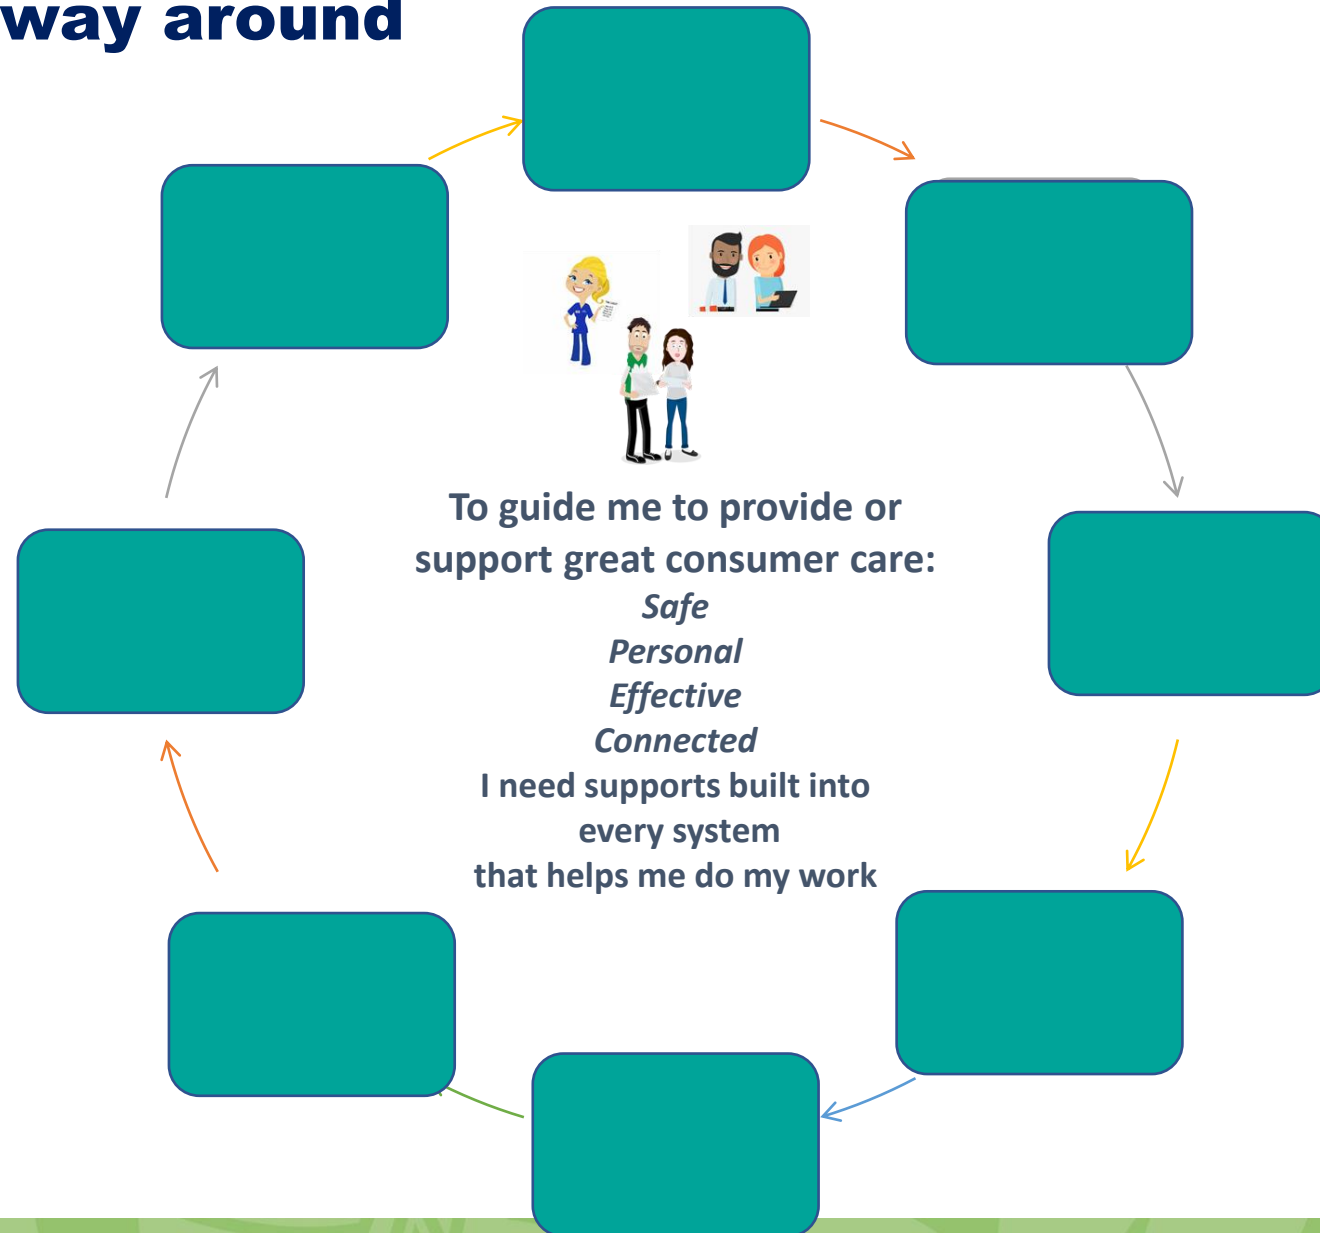 way around
To guide me to provide or
support great consumer care:
Safe
Personal
Effective
Connected
I need supports built into
every system
that helps me do my work